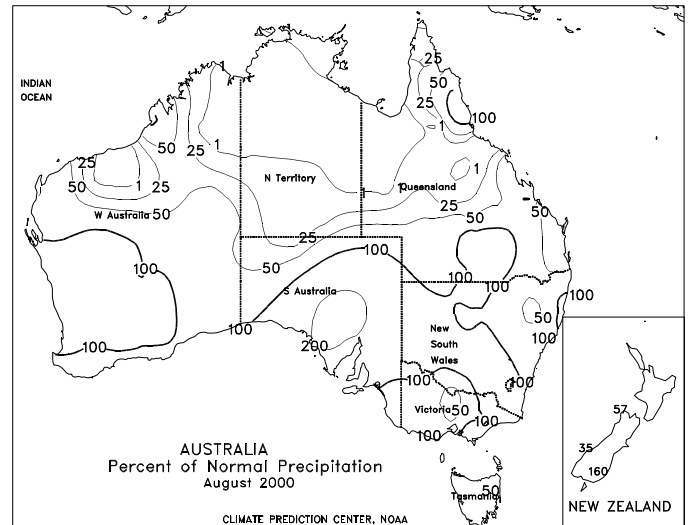 INDIAN
OCEAN
25
50
25
100
1
50
25
1
25
50
1
25
1
N Territory
1
Queensland
25
W Australia
50
50
50
25
50
100
100
100
100
100
S Australia
50
100
100
200
New
South
Wales
100
100
100
100
Victoria
50
100
100
57
35
160
NEW ZEALAND
50
Tasmania
AUSTRALIA
Percent of Normal Precipitation
August 2000
CLIMATE PREDICTION CENTER, NOAA